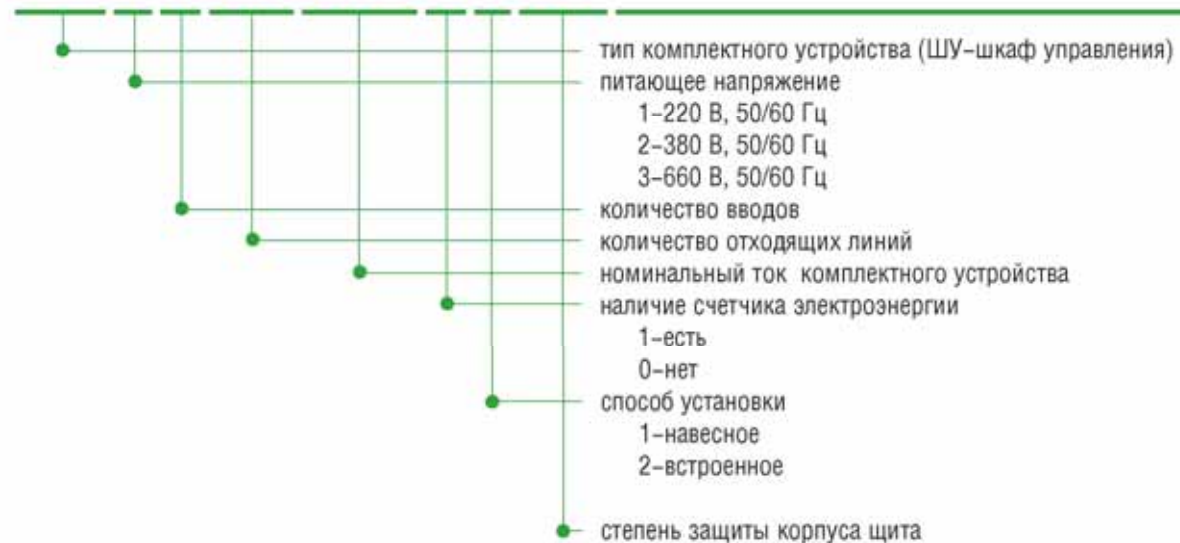 тип комплектного устройства (ШУ–шкаф управления)
питающее напряжение
1–220 В, 50/60 Гц
2–380 В, 50/60 Гц
3–660 В, 50/60 Гц
количество вводов
количество отходящих линий
номинальный ток комплектного устройства
наличие счетчика электроэнергии
1–есть
0–нет
способ установки
1–навесное
2–встроенное
степень защиты корпуса щита